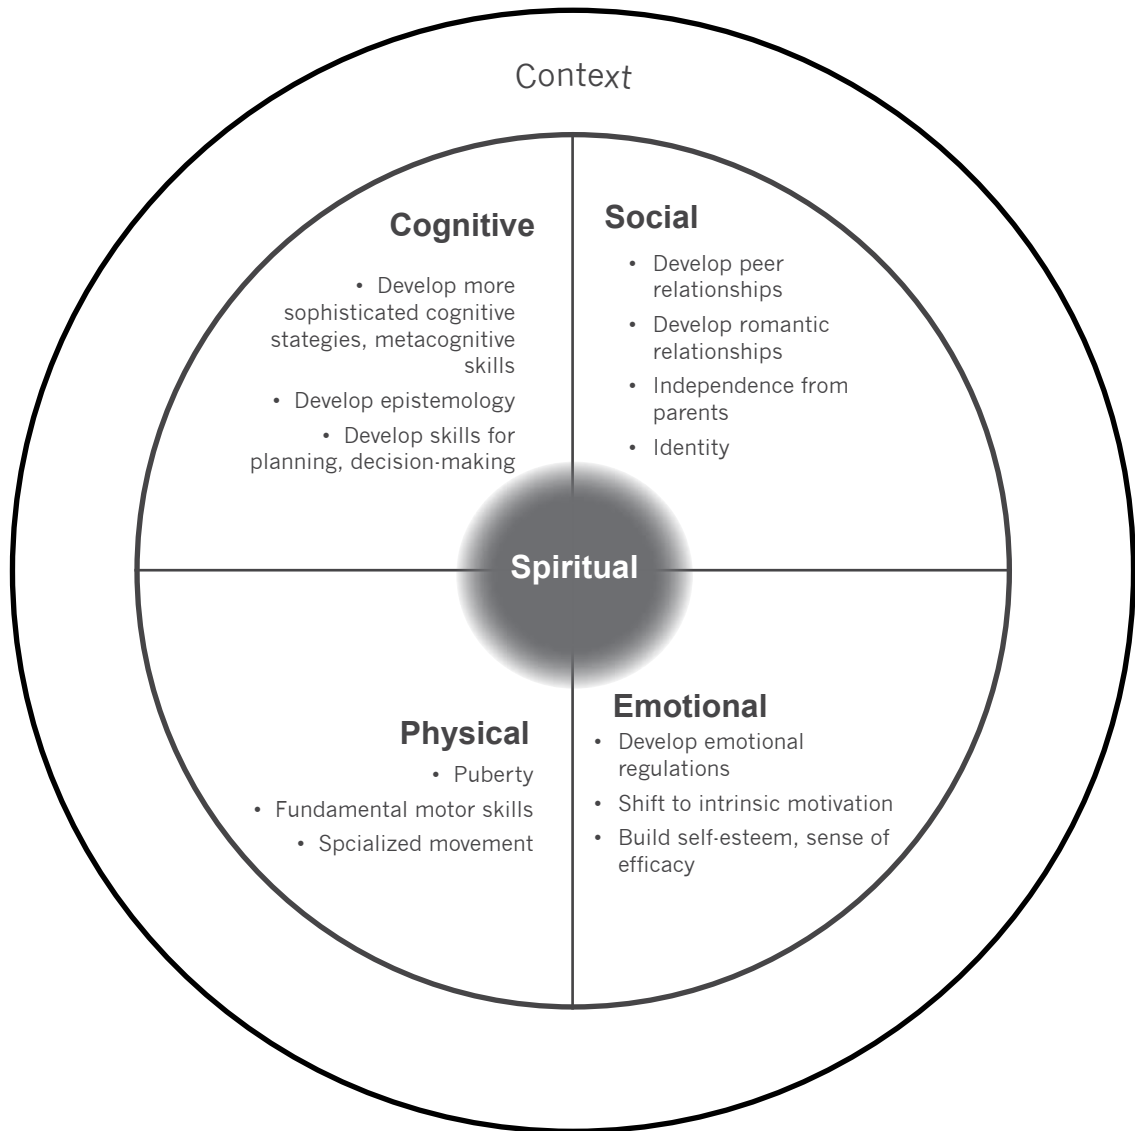 Context
Cognitive
• Develop more
sophisticated cognitive
stategies, metacognitive
skills
• Develop epistemology
• Develop skills for
planning, decision-making
Social
• Develop peer
relationships
• Develop romantic
relationships
• Independence from
parents
• Identity
Spiritual
Physical
• Puberty
• Fundamental motor skills
• Spcialized movement
Emotional
• Develop emotional
regulations
• Shift to intrinsic motivation
• Build self-esteem, sense of
efficacy